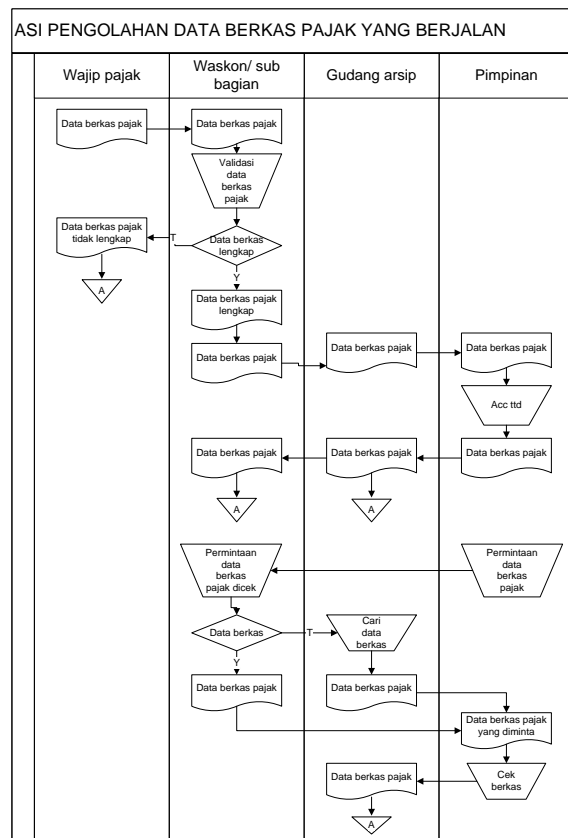 ASI PENGOLAHAN DATA BERKAS PAJAK YANG BERJALAN
Wajip pajak
Waskon/ sub
bagian
Gudang arsip
Pimpinan
Data berkas pajak
Data berkas pajak
Validasi
data
berkas
pajak
Data berkas pajak
tidak lengkap
T
Data berkas
lengkap
A
Y
Data berkas pajak
lengkap
Data berkas pajak
Data berkas pajak
Data berkas pajak
Acc ttd
Data berkas pajak
Data berkas pajak
Data berkas pajak
A
A
Permintaan
data
berkas
pajak dicek
Permintaan
data
berkas
pajak
Data berkas
T
Cari
data
berkas
Y
Data berkas pajak
Data berkas pajak
Data berkas pajak
yang diminta
Data berkas pajak
Cek
berkas
A